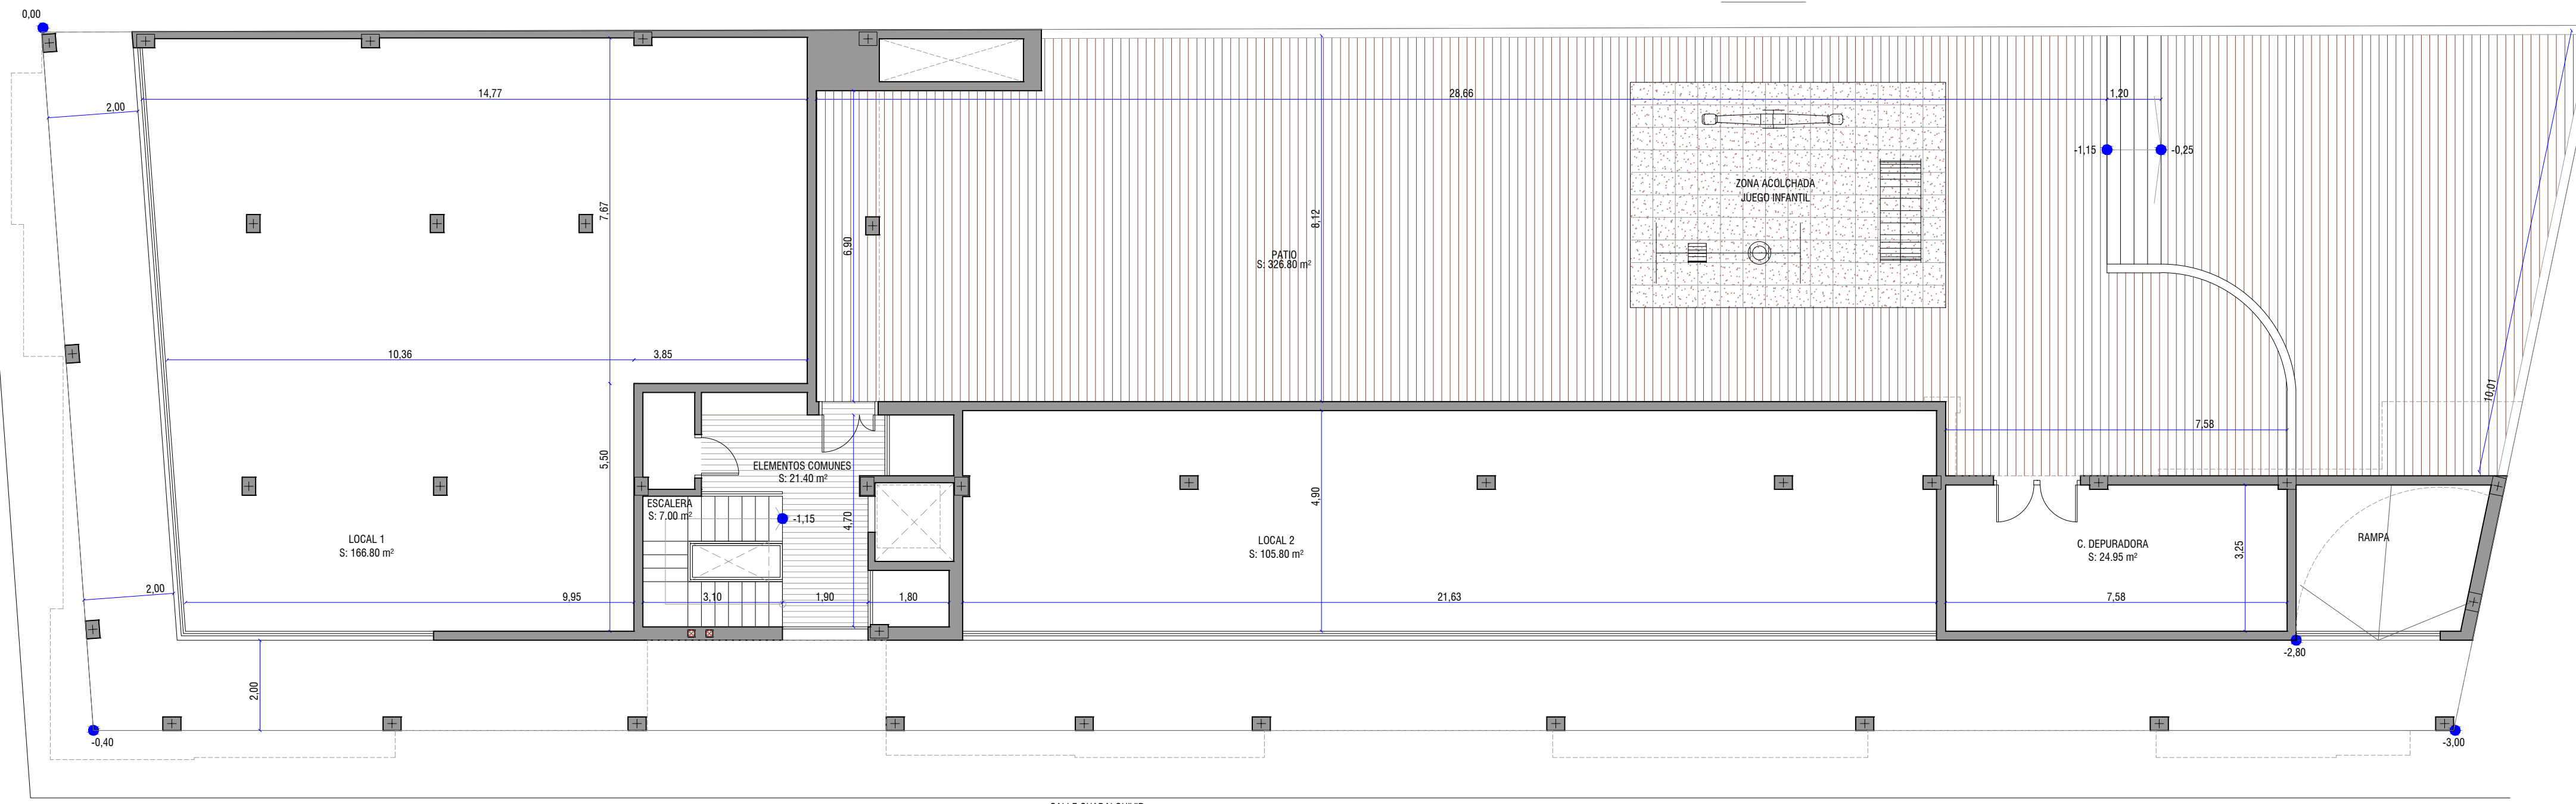 0,00
2,00
14,77
28,66
1,20
-1,15
-0,25
ZONA ACOLCHADA
JUEGO INFANTIL
7,67
6,90
8,12
PATIO
S: 326.80 m²
10,36
3,85
10,01
7,58
5,50
ELEMENTOS COMUNES
S: 21.40 m²
ESCALERA
S: 7.00 m²
-1,15
4,70
4,90
LOCAL 1
S: 166.80 m²
LOCAL 2
S: 105.80 m²
C. DEPURADORA
S: 24.95 m²
3,25
RAMPA
2,00
9,95
3,10
1,90
1,80
21,63
7,58
-2,80
2,00
-0,40
-3,00